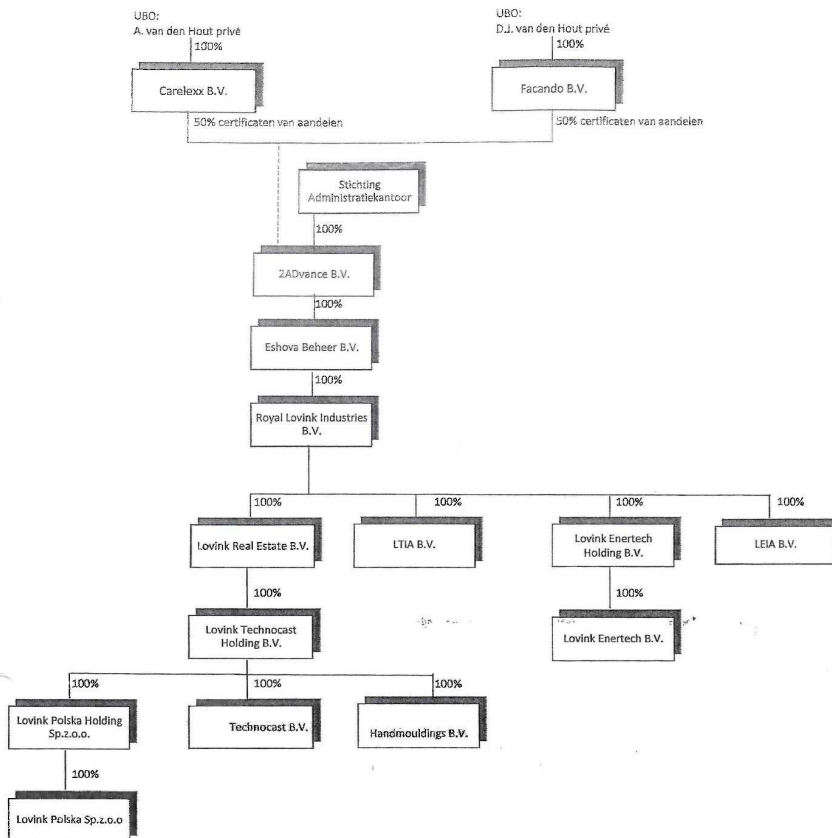 UBO:
A. van den Hout privé
100%
Carelexx B.V.
50% certificaten van aandelen
UBO:
D.J. van den Hout privé
100%
Facando B.V.
50% certificaten van aandelen
Stichting
Administratiekantoor
100%
2ADvance B.V.
100%
Eshova Beheer B.V.
100%
Royal Lovink Industries
B.V.
100%
100%
100%
100%
Lovink Real Estate B.V.
LTIA B.V.
Lovink Enertech
Holding B.V.
LEIA B.V.
100%
100%
Lovink Technocast
Holding B.V.
Lovink Enertech B.V.
100%
100%
100%
Lovink Polska Holding
Sp.z.o.o.
Technocast B.V.
Handmouldings B.V.
100%
Lovink Polska Sp.z.o.o